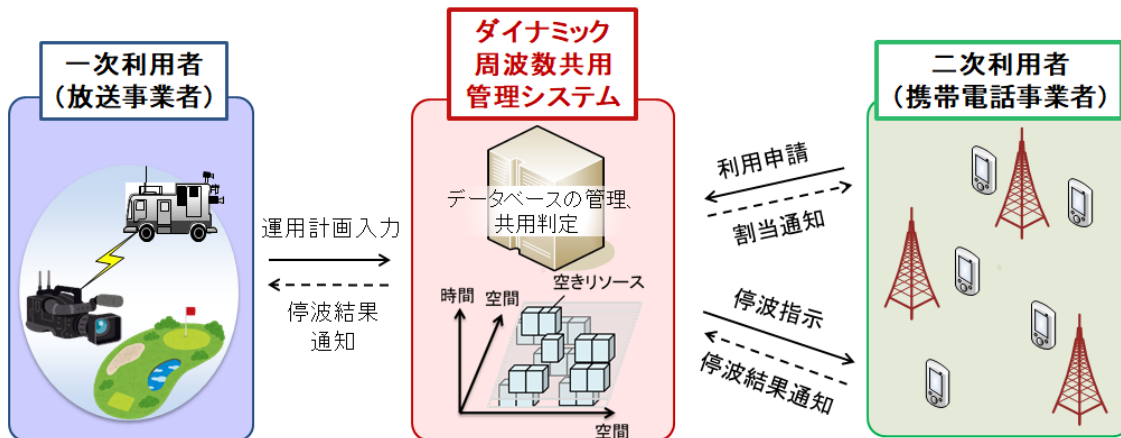 一次利用者
（放送事業者）
運用計画入力
停波結果
通知
ダイナミック
周波数共用
管理システム
データベースの管理、
共用判定
空きリソース
時間
空間
空間
利用申請
割当通知
停波指示
停波結果通知
二次利用者
（携帯電話事業者）